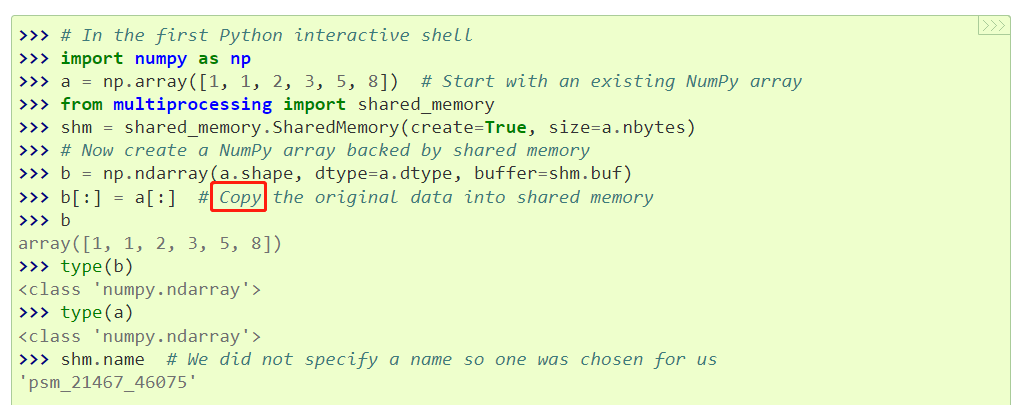 >>>
>>> # In the first Python interactive shell
>>> import numpy as np
>>> a = np.array([1, 1, 2, 3, 5, 8])  # Start with an existing NumPy array
>>> from multiprocessing import shared_memory
>>> shm = shared_memory.SharedMemory(create=True, size=a.nbytes)
>>> # Now create a NumPy array backed by shared memory
>>> b = np.ndarray(a.shape, dtype=a.dtype, buffer=shm.buf)
>>> b[:] = a[:]  # Copy the original data into shared memory
>>> b
array([1, 1, 2, 3, 5, 8])
>>> type(b)
<class 'numpy.ndarray'>
>>> type(a)
<class 'numpy.ndarray'>
>>> shm.name  # We did not specify a name so one was chosen for us
'psm_21467_46075'